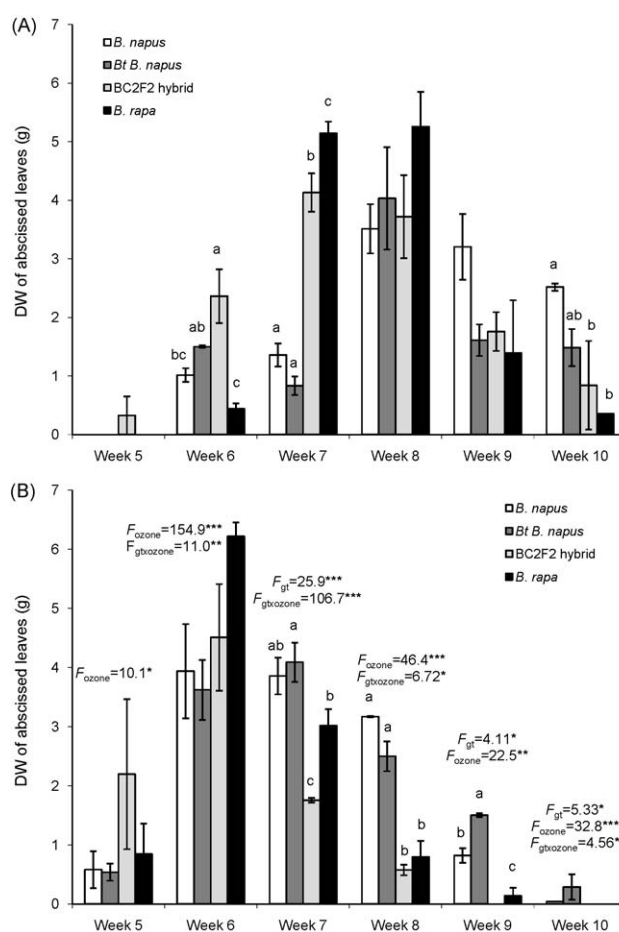 (A)
7
6
5
4
3
2
1
0
DW of abscissed leaves (g)
B. napus
Bt B. napus
BC2F2 hybrid
B. rapa
bc
ab
a
c
a
a
b
c
a
ab
b
b
Week 5 Week 6 Week 7 Week 8 Week 9 Week 10
(B)
7
6
5
4
3
2
1
0
DW of abscissed leaves (g)
B. napus
Bt B. napus
BC2F2 hybrid
B. rapa
Fozone=10.1*
Fozone=154.9***
Fgtxozone=11.0**
Fgt=25.9***
Fgtxozone=106.7***
ab
a
c
b
Fozone=46.4***
Fgtxozone=6.72*
a
a
b
b
Fgt=4.11*
Fozone=22.5**
b
a
c
Fgt=5.33*
Fozone=32.8***
Fgtxozone=4.56*
Week 5 Week 6 Week 7 Week 8 Week 9 Week 10